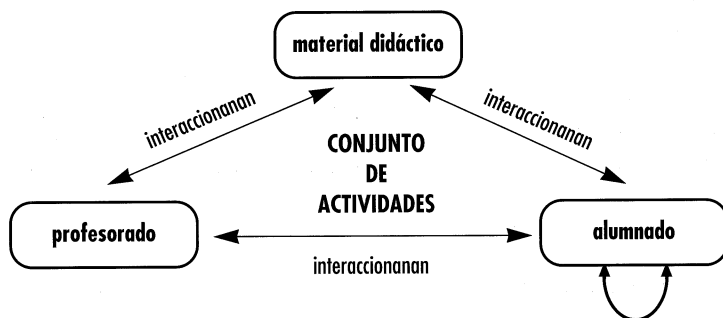 material didáctico
interaccionanan
interaccionanan
CONJUNTO
DE
ACTIVIDADES
profesorado
alumnado
interaccionanan